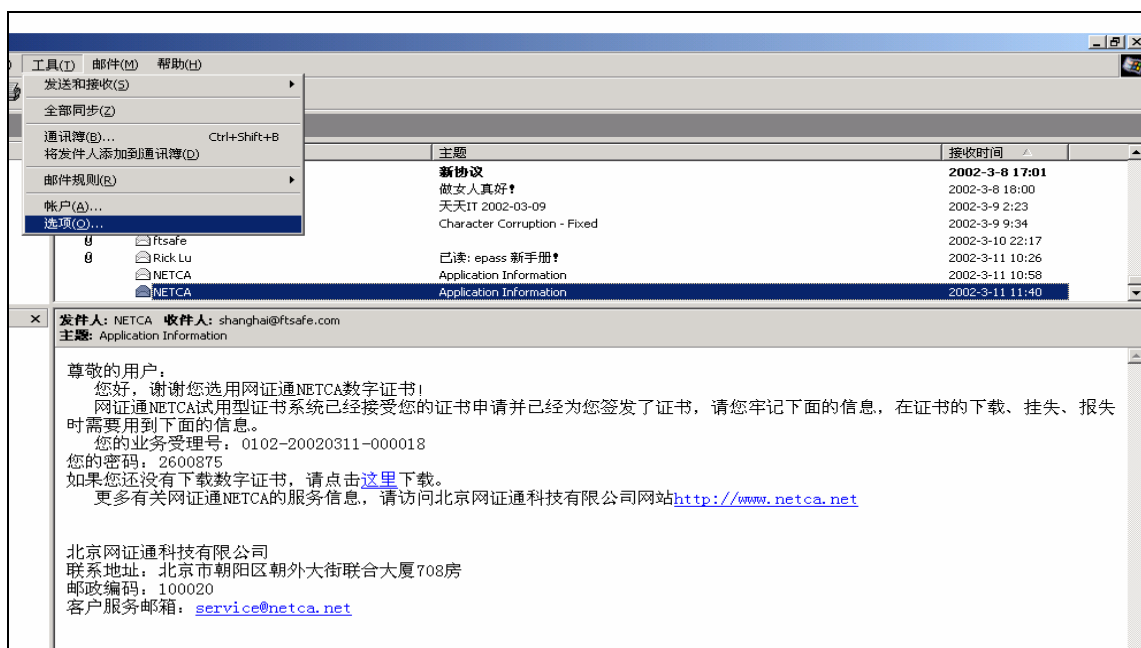 工具(T) 邮件(M) 帮助(H)
发送和接收(S)
全部同步(Z)
通讯簿(B)... Ctrl+Shift+B
将发件人添加到通讯簿(D)
邮件规则(R)
帐户(A)...
选项(O)...
主题 接收时间
新协议 2002-3-8 17:01
做女人真好! 2002-3-8 18:00
天天IT 2002-03-09 2002-3-9 2:23
Character Corruption - Fixed 2002-3-9 9:34
ftsafe 2002-3-10 22:17
Rick Lu 已读: epass 新手册! 2002-3-11 10:26
NETCA Application Information 2002-3-11 10:58
NETCA Application Information 2002-3-11 11:40
发件人: NETCA 收件人: shanghai@ftsafe.com
主题: Application Information
尊敬的用户:
您好, 谢谢您选用网证通NETCA数字证书!
网证通NETCA试用型证书系统已经接受您的证书申请并已经为您签发了证书, 请您牢记下面的信息, 在证书的下载、挂失、报失
时需要用到下面的信息。
您的业务受理号: 0102-20020311-000018
您的密码: 2600875
如果您还没有下载数字证书, 请点击这里下载。
更多有关网证通NETCA的服务信息, 请访问北京网证通科技有限公司网站http://www.netca.net
北京网证通科技有限公司
联系地址: 北京市朝阳区朝外大街联合大厦708房
邮政编码: 100020
客户服务邮箱: service@netca.net